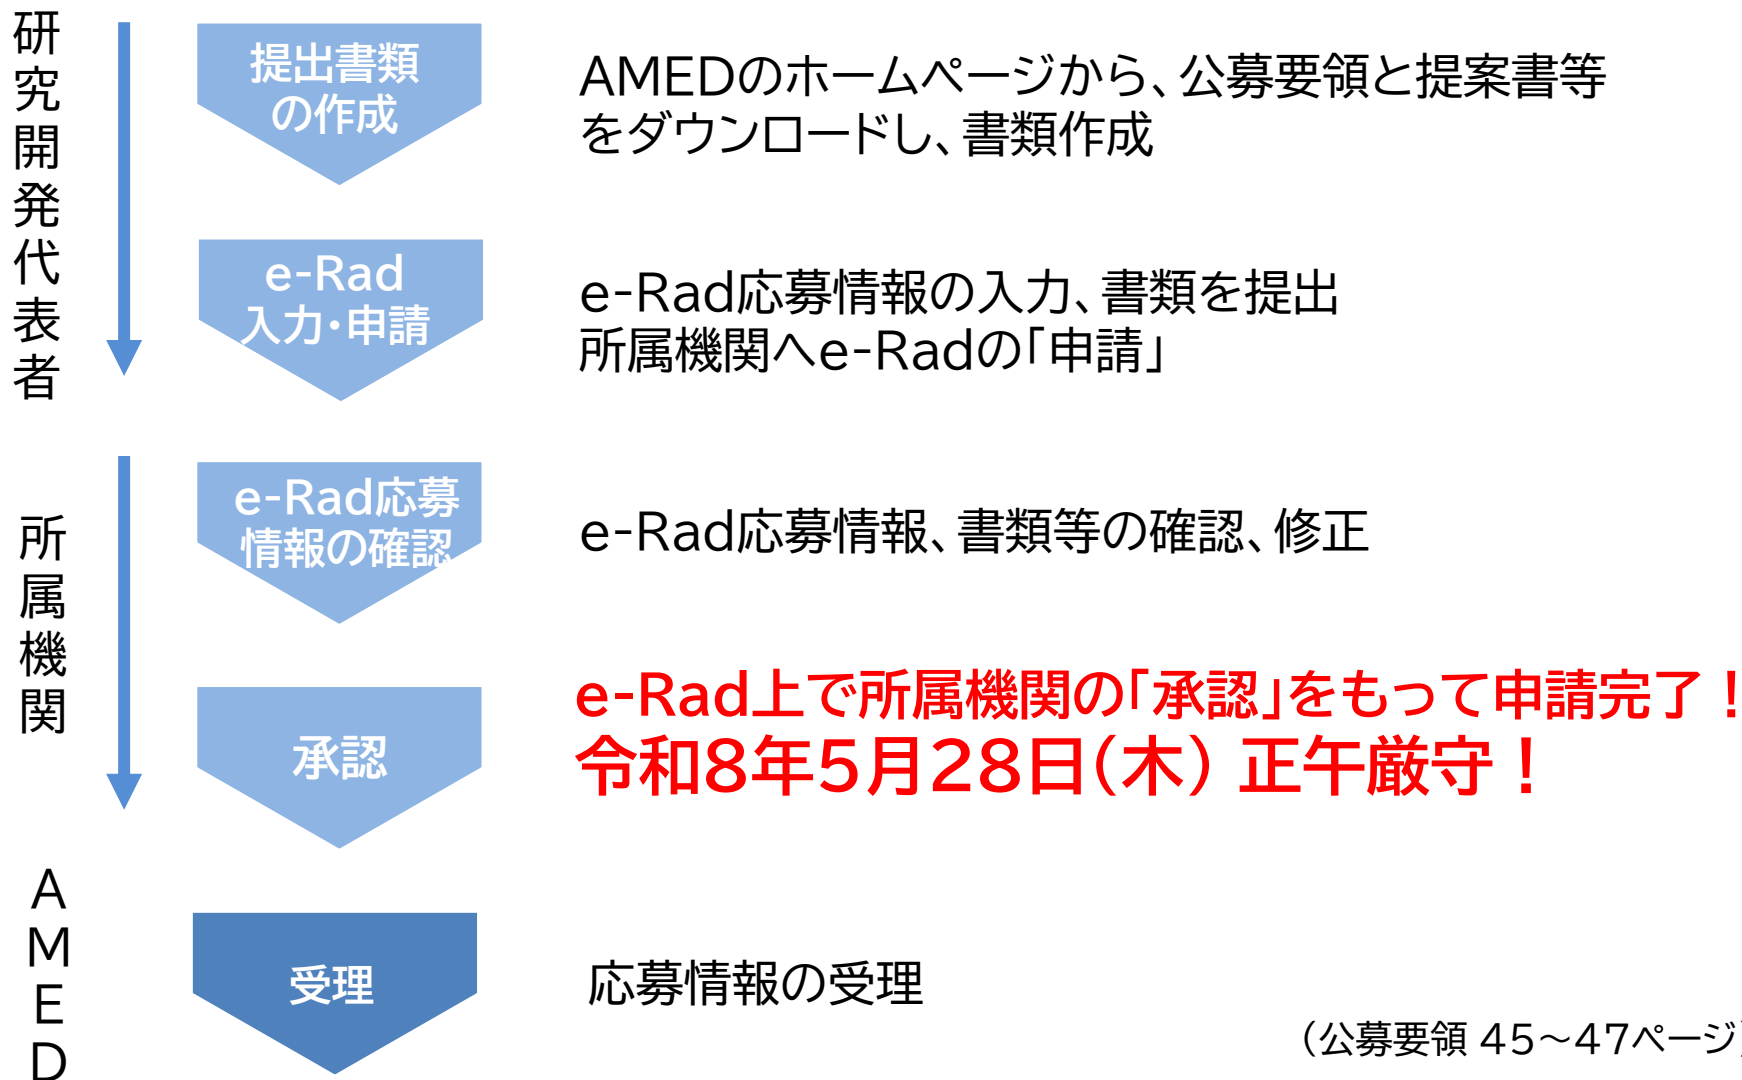 研究開発代表者
提出書類
の作成
AMEDのホームページから、公募要領と提案書等
をダウンロードし、書類作成
e-Rad
入力・申請
e-Rad応募情報の入力、書類を提出
所属機関へe-Radの「申請」
所属機関
e-Rad応募
情報の確認
e-Rad応募情報、書類等の確認、修正
承認
e-Rad上で所属機関の「承認」をもって申請完了！
令和8年5月28日（木） 正午厳守！
AMED
受理
応募情報の受理
（公募要領 45～47ページ）